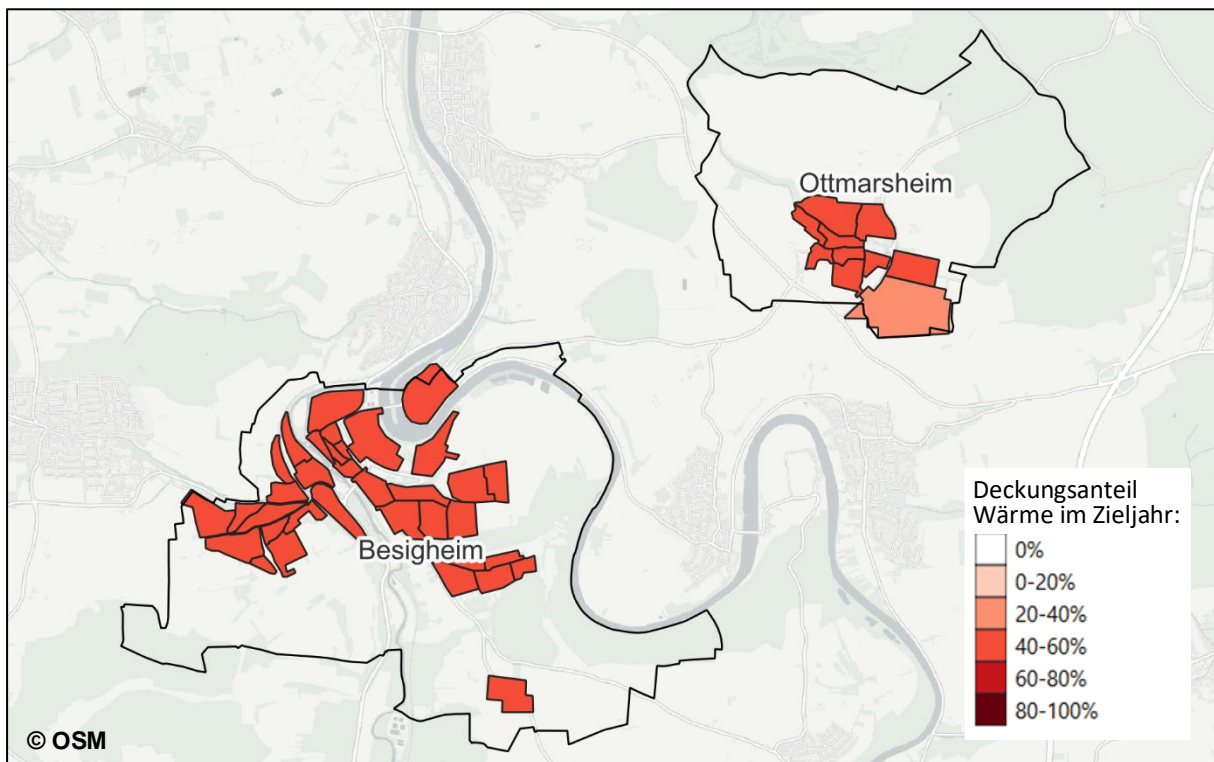 Ottmarsheim
Besigheim
Deckungsanteil
Wärme im Zieljahr:
0%
0-20%
20-40%
40-60%
60-80%
80-100%
© OSM